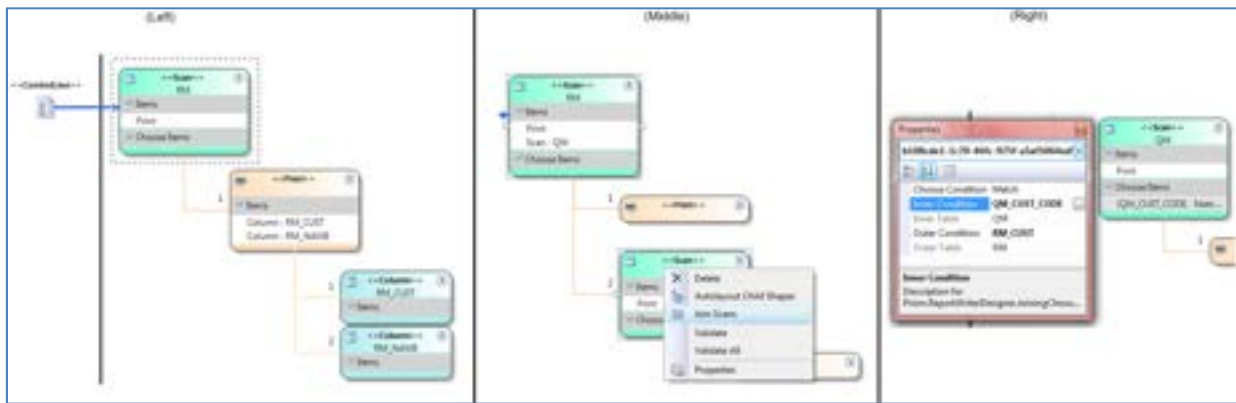 (Left)
<<Scan>>
RM
Items
Print
Choose Items
1
<<Print>>
Items
Column - RM_CUST
Column - RM_NAME
1
<<Column>>
RM_CUST
Items
2
<<Column>>
RM_NAME
Items
(Middle)
<<Scan>>
RM
Items
Print
Scan - QM
Choose Items
1
<<Print>>
2
<<Scan>>
Items
Print
Delete
Autolayout Child Shapes
Join Scans
Validate
Validate All
Properties
(Right)
Properties
Choose Condition Match
Inner Condition QM_CUST_CODE
Inner Table QM
Outer Condition RM_CUST
Outer Table RM
Inner Condition
Description for
<<Scan>>
QM
Items
Print
Choose Items
1